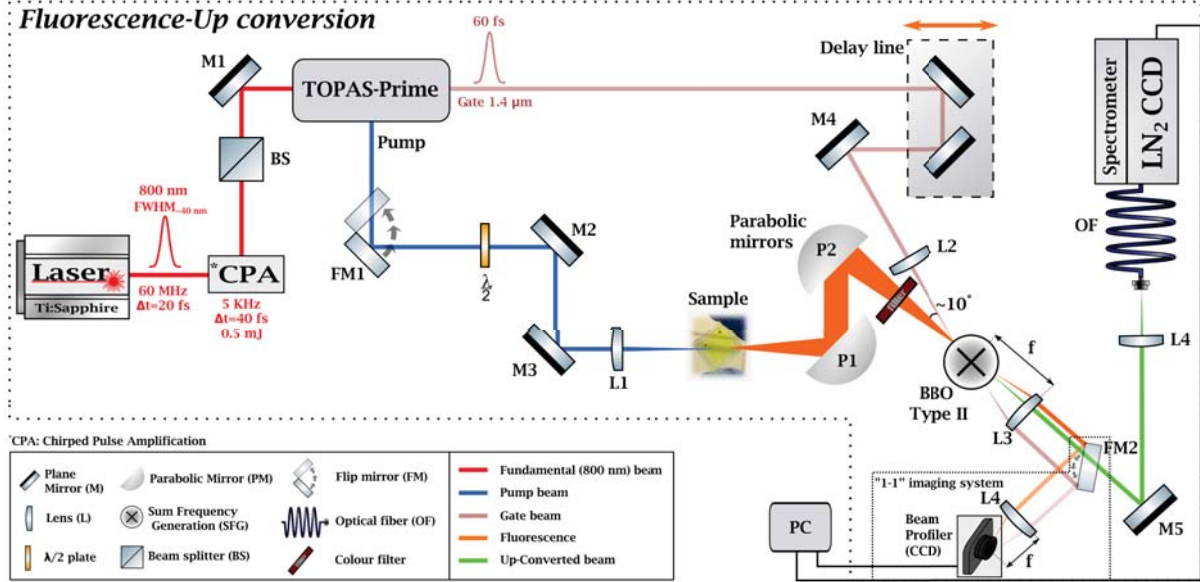 Fluorescence-Up conversion
60 fs
M1
TOPAS-Prime
Gate 1.4 µm
Delay line
Spectrometer
LN2 CCD
BS
Pump
M4
800 nm
FWHM~40 nm
OF
Parabolic
mirrors
M2
FM1
P2
L2
Laser
Ti:Sapphire
*CPA
60 MHz
Δt=20 fs
5 KHz
Δt=40 fs
0.5 mJ
λ
2
Sample
~10°
M3
L1
P1
f
L4
BBO
Type II
L3
FM2
*CPA: Chirped Pulse Amplification
Plane
Mirror (M)
Parabolic Mirror (PM)
Flip mirror (FM)
Lens (L)
Sum Frequency
Generation (SFG)
Optical fiber (OF)
λ/2 plate
Beam splitter (BS)
Colour filter
Fundamental (800 nm) beam
Pump beam
Gate beam
Fluorescence
Up-Converted beam
"1-1" imaging system
L4
M5
PC
Beam
Profiler
(CCD)
f